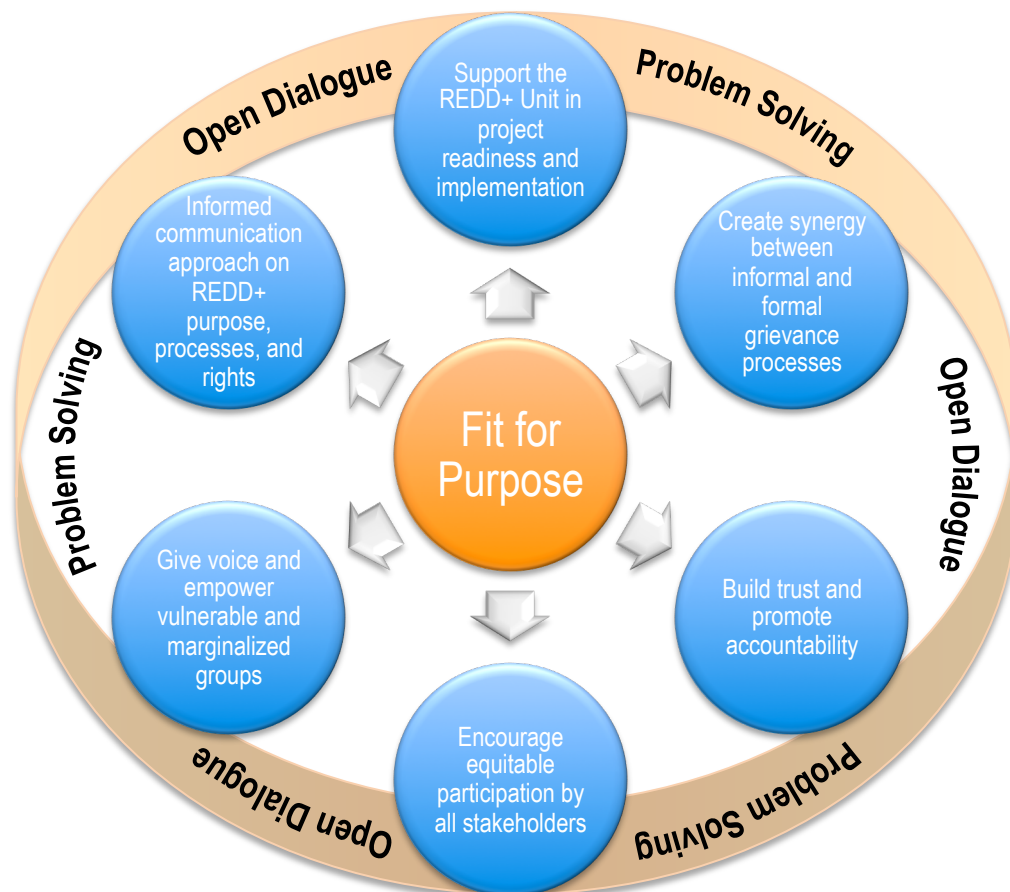 Open Dialogue
Problem Solving
Support the
REDD+ Unit in
project
readiness and
implementation
Informed
communication
approach on
REDD+
purpose,
processes, and
rights
Create synergy
between
informal and
formal
grievance
processes
Fit for
Purpose
Problem Solving
Open Dialogue
Give voice and
empower
vulnerable and
marginalized
groups
Build trust and
promote
accountability
Encourage
equitable
participation by
all stakeholders
Open Dialogue
Problem Solving